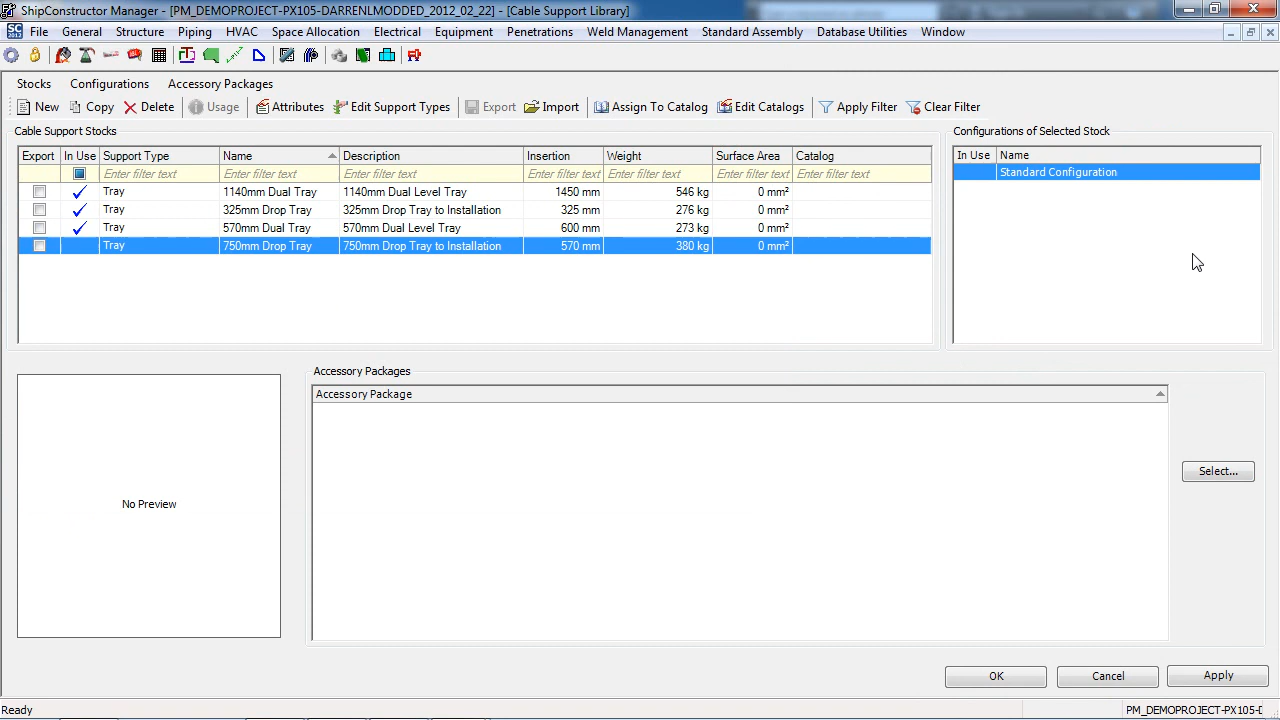 ShipConstructor Manager - [PM_DEMOPROJECT-PX105-DARRENLMODDED_2012_02_22] - [Cable Support Library]
File General Structure Piping HVAC Space Allocation Electrical Equipment Penetrations Weld Management Standard Assembly Database Utilities Window
Stocks Configurations Accessory Packages
New Copy Delete Usage Attributes Edit Support Types Export Import Assign To Catalog Edit Catalogs Apply Filter Clear Filter
Cable Support Stocks
Export In Use Support Type Name Description Insertion Weight Surface Area Catalog
Enter filter text Enter filter text Enter filter text Enter filter text Enter filter text Enter filter text Enter filter text
Tray 1140mm Dual Tray 1140mm Dual Level Tray 1450 mm 546 kg 0 mm²
Tray 325mm Drop Tray 325mm Drop Tray to Installation 325 mm 276 kg 0 mm²
Tray 570mm Dual Tray 570mm Dual Level Tray 600 mm 273 kg 0 mm²
Tray 750mm Drop Tray 750mm Drop Tray to Installation 570 mm 380 kg 0 mm²
Configurations of Selected Stock
In Use Name
Standard Configuration
No Preview
Accessory Packages
Accessory Package
Select...
OK Cancel Apply
Ready PM_DEMOPROJECT-PX105-D